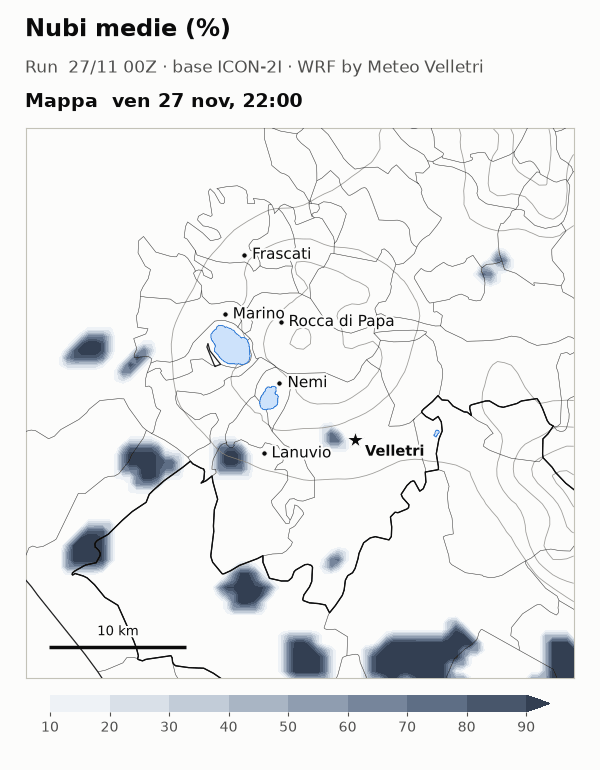 Nubi medie (%)
Run  27/11 00Z · base ICON-2I · WRF by Meteo Velletri
Mappa  ven 27 nov, 22:00
Frascati
Marino
Rocca di Papa
Nemi
Velletri
Lanuvio
10 km
10 20 30 40 50 60 70 80 90